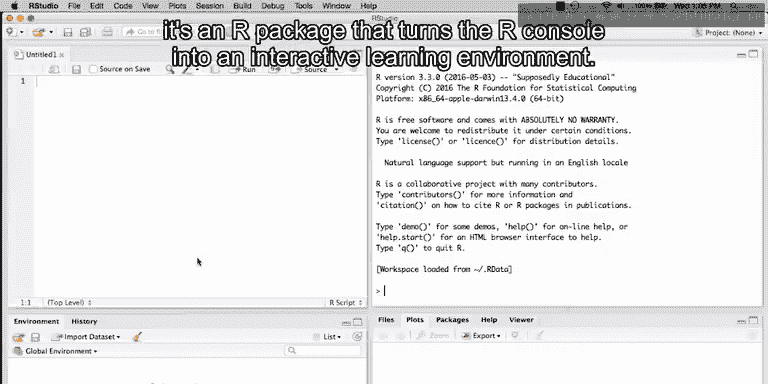 RStudio File Edit Code View Plots Session Build Debug Tools Window Help
RStudio
Go to
Project: (None)
it's an R package that turns the R console
into an interactive learning environment.
Untitled1
Source on Save
Source
1
R version 3.3.0 (2016-05-03) -- "Supposedly Educational"
Copyright (C) 2016 The R Foundation for Statistical Computing
Platform: x86_64-apple-darwin13.4.0 (64-bit)
R is free software and comes with ABSOLUTELY NO WARRANTY.
You are welcome to redistribute it under certain conditions.
Type 'license()' or 'licence()' for distribution details.
Natural language support but running in an English locale
R is a collaborative project with many contributors.
Type 'contributors()' for more information and
'citation()' on how to cite R or R packages in publications.
Type 'demo()' for some demos, 'help()' for on-line help, or
'help.start()' for an HTML browser interface to help.
Type 'q()' to quit R.
[Workspace loaded from ~/.RData]
>
1:1 (Top Level) R Script
Environment History
Import Dataset List
Global Environment
Files Plots Packages Help Viewer
Zoom Export